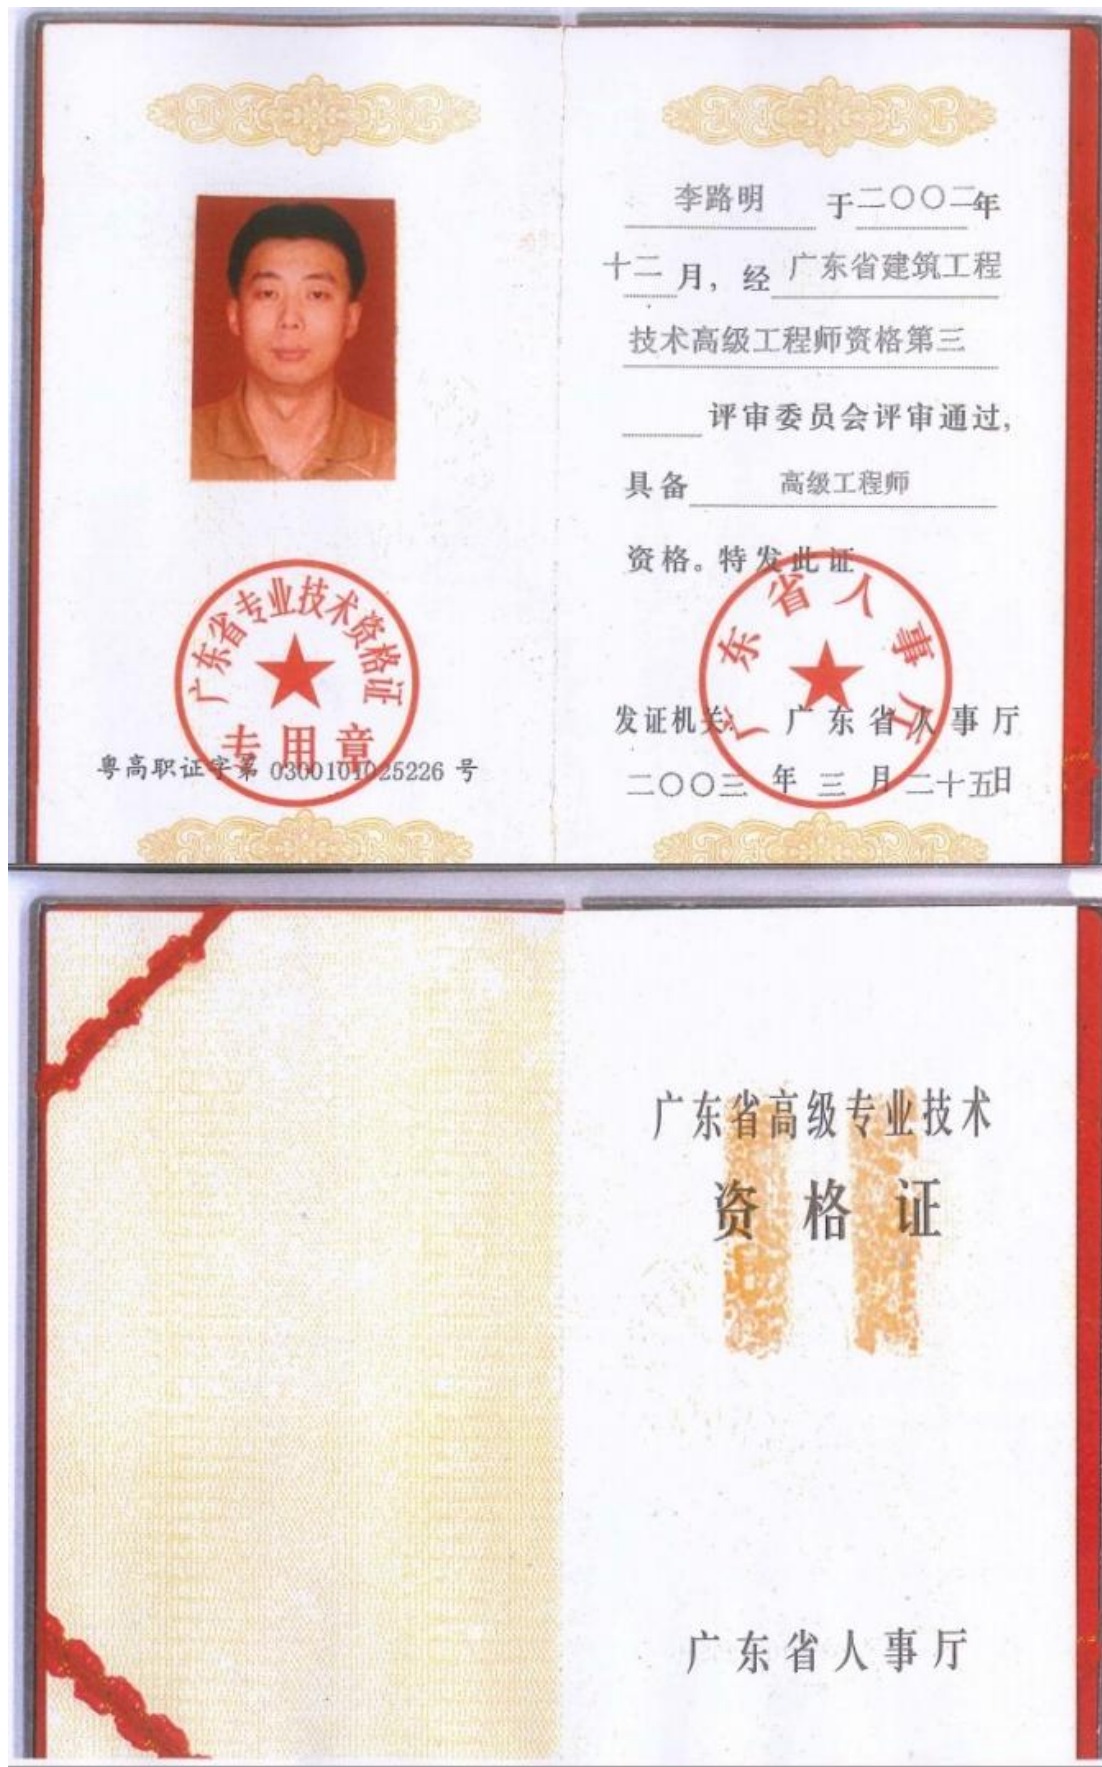 广东省专业技术资格证
专用章
粤高职证字第 0300101025226 号
李路明 于二〇〇二年
十二月，经 广东省建筑工程
技术高级工程师资格第三
评审委员会评审通过，
具备 高级工程师
资格。特发此证
广东省人事厅
发证机关 广东省人事厅
二〇〇三年三月二十五日
广东省高级专业技术
资格证
广东省人事厅